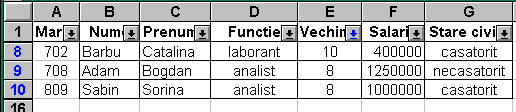 A B C D E F G
1 Mar Num Prenum Functie Vechin Salari Stare civi
8 702 Barbu Catalina laborant 10 400000 casatorit
9 708 Adam Bogdan analist 8 1250000 necasatorit
10 809 Sabin Sorina analist 8 1000000 casatorit
16